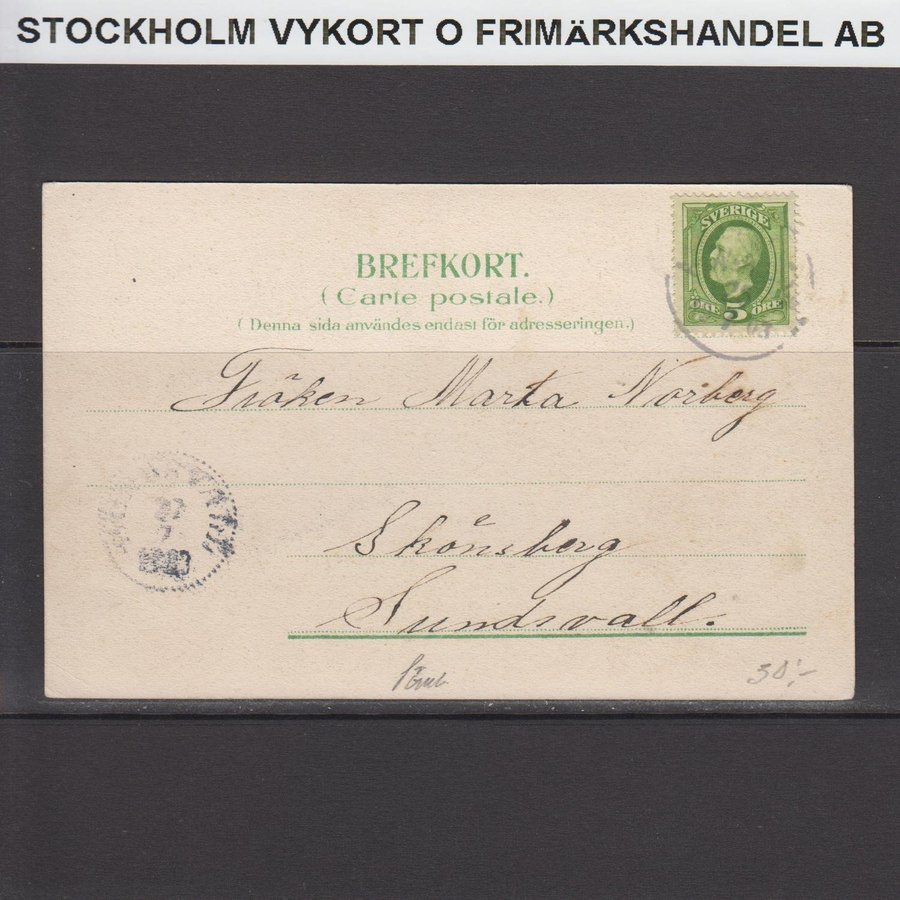 STOCKHOLM VYKORT O FRIMÄRKSHANDEL AB
SVERIGE
ÖRE 5 ÖRE
BREFKORT.
(Carte postale.)
(Denna sida användes endast för adresseringen.)
Fröken Marta Norberg
Skönsberg
Sundsvall.
30:-